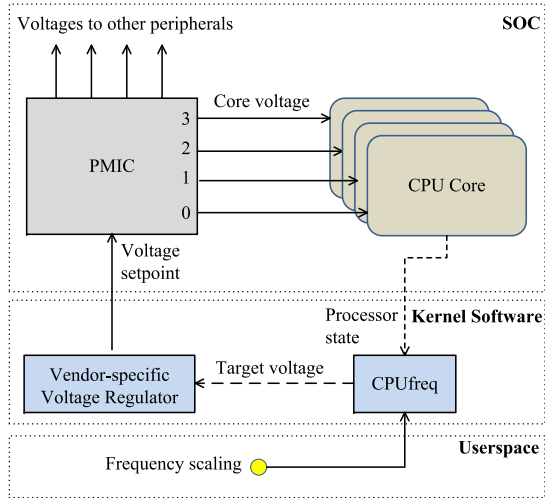 Voltages to other peripherals
SOC
Core voltage
3
2
PMIC
1
CPU Core
0
Voltage
setpoint
Processor
state
Kernel Software
Vendor-specific
Voltage Regulator
Target voltage
CPUfreq
Userspace
Frequency scaling